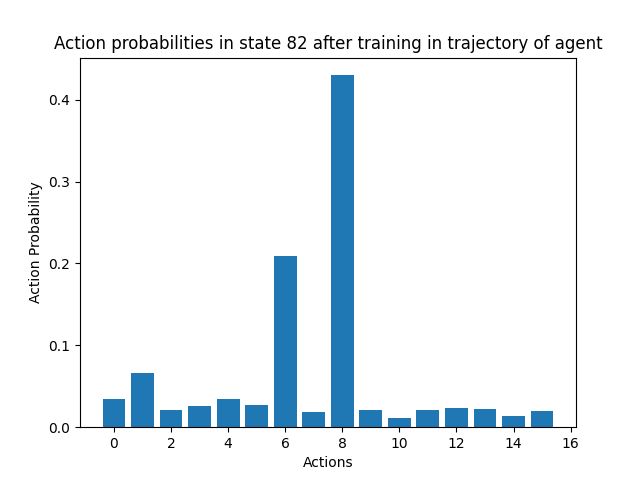 Action probabilities in state 82 after training in trajectory of agent
0.4
0.3
0.2
0.1
0.0
Action Probability
0 2 4 6 8 10 12 14 16
Actions